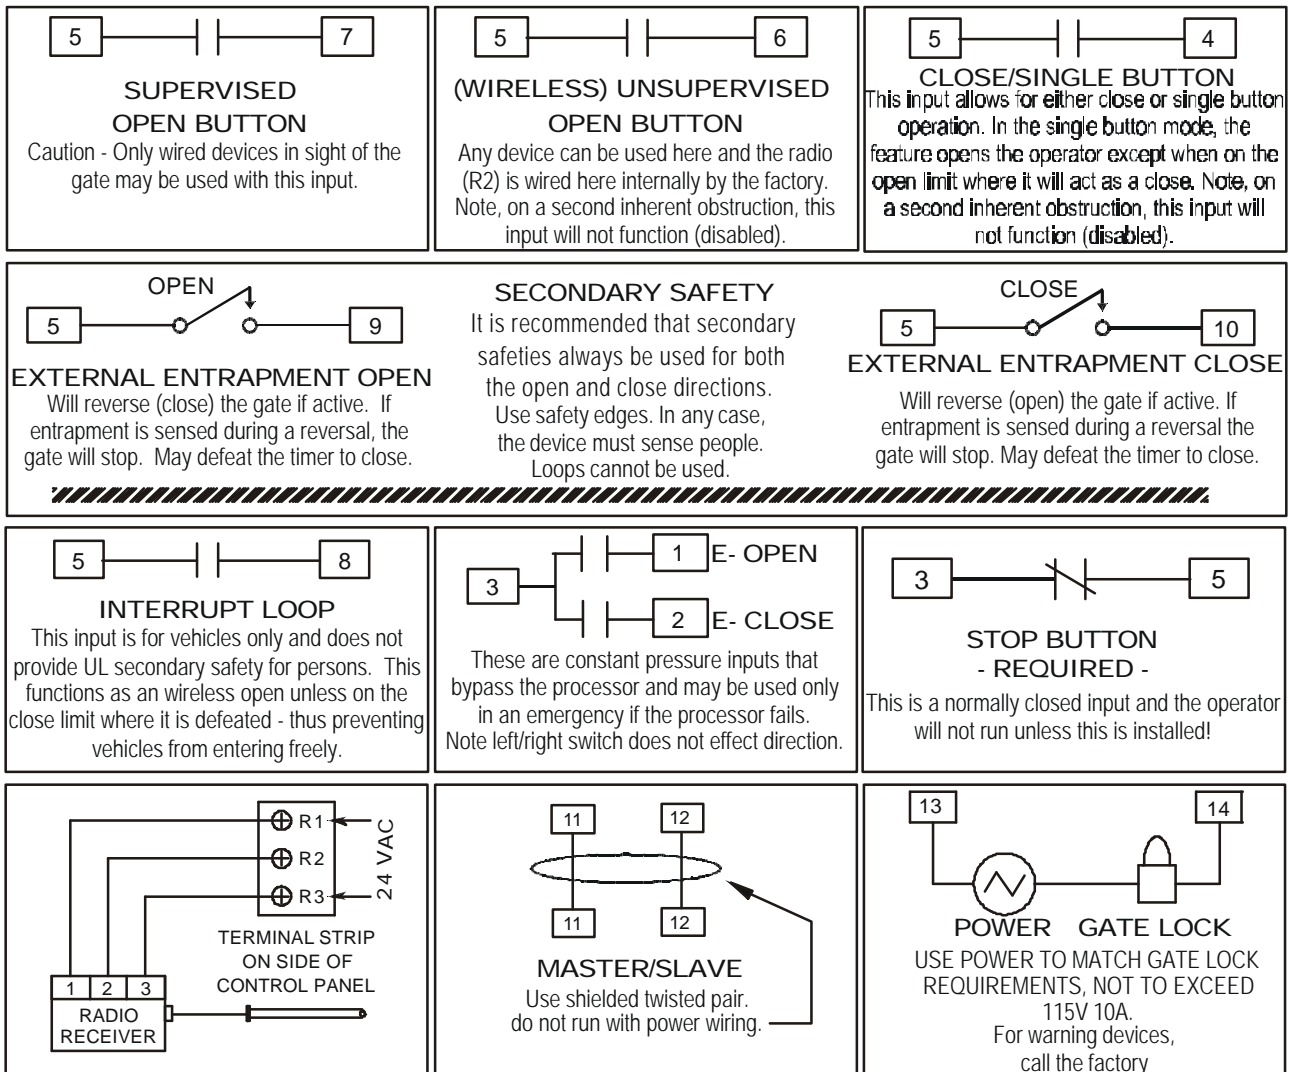 5
7
SUPERVISED
OPEN BUTTON
Caution - Only wired devices in sight of the
gate may be used with this input.
5
6
(WIRELESS) UNSUPERVISED
OPEN BUTTON
Any device can be used here and the radio
(R2) is wired here internally by the factory.
Note, on a second inherent obstruction, this
input will not function (disabled).
5
4
CLOSE/SINGLE BUTTON
This input allows for either close or single button
operation. In the single button mode, the
feature opens the operator except when on the
open limit where it will act as a close. Note, on
a second inherent obstruction, this input will
not function (disabled).
OPEN
5
9
EXTERNAL ENTRAPMENT OPEN
Will reverse (close) the gate if active. If
entrapment is sensed during a reversal, the
gate will stop. May defeat the timer to close.
SECONDARY SAFETY
It is recommended that secondary
safeties always be used for both
the open and close directions.
Use safety edges. In any case,
the device must sense people.
Loops cannot be used.
CLOSE
5
10
EXTERNAL ENTRAPMENT CLOSE
Will reverse (open) the gate if active. If
entrapment is sensed during a reversal the
gate will stop. May defeat the timer to close.
5
8
INTERRUPT LOOP
This input is for vehicles only and does not
provide UL secondary safety for persons. This
functions as an wireless open unless on the
close limit where it is defeated - thus preventing
vehicles from entering freely.
3
1
E- OPEN
2
E- CLOSE
These are constant pressure inputs that
bypass the processor and may be used only
in an emergency if the processor fails.
Note left/right switch does not effect direction.
3
5
STOP BUTTON
- REQUIRED -
This is a normally closed input and the operator
will not run unless this is installed!
R1
R2
R3
24 VAC
TERMINAL STRIP
ON SIDE OF
CONTROL PANEL
1 2 3
RADIO
RECEIVER
11
12
11
12
MASTER/SLAVE
Use shielded twisted pair.
do not run with power wiring.
13
14
POWER GATE LOCK
USE POWER TO MATCH GATE LOCK
REQUIREMENTS, NOT TO EXCEED
115V 10A.
For warning devices,
call the factory